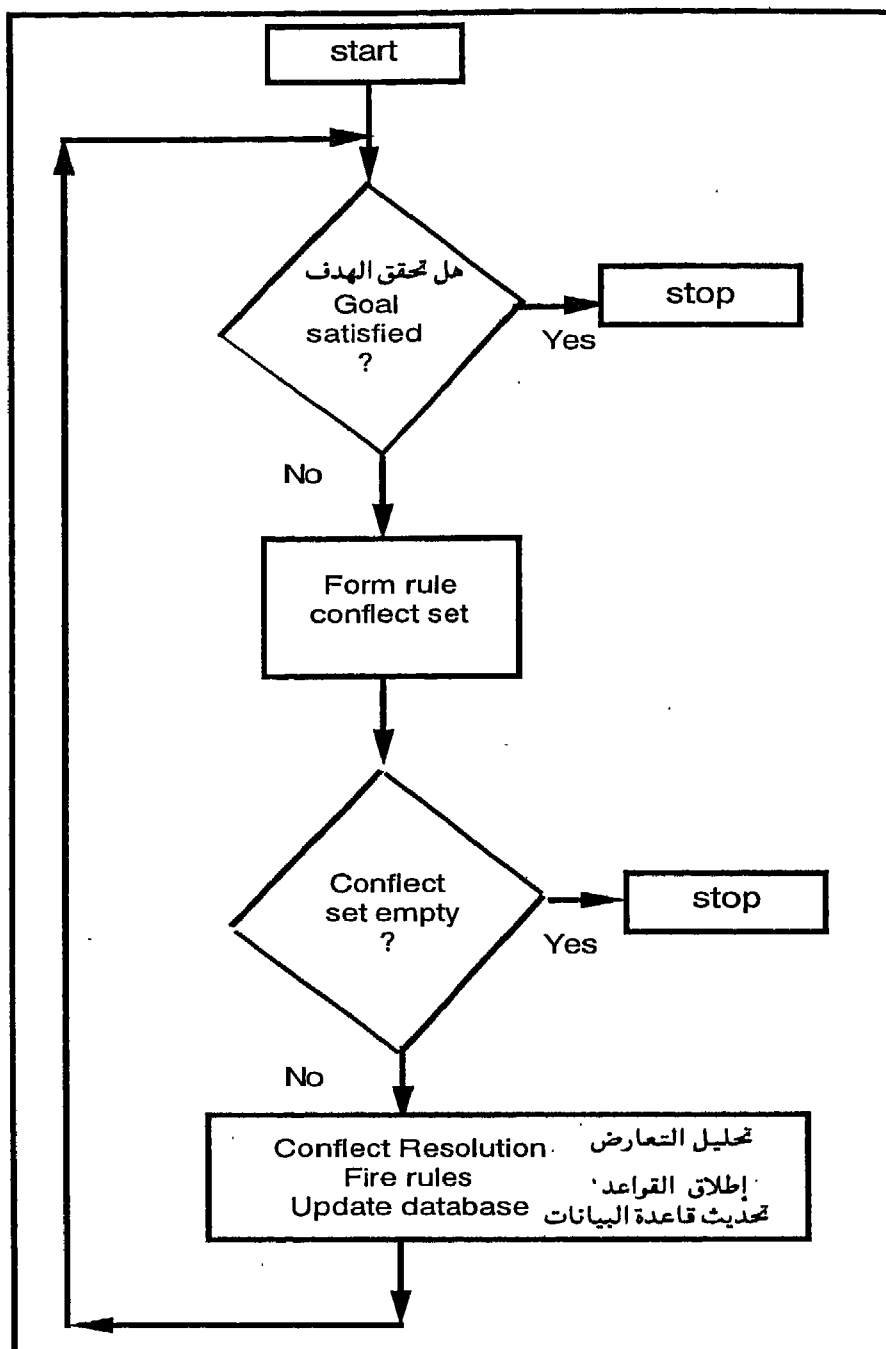 start
هل تحقق الهدف
Goal
satisfied
?
stop
Yes
No
Form rule
conflect set
Conflect
set empty
?
stop
Yes
No
Conflect Resolution تحليل التعارض
Fire rules إطلاق القواعد
Update database تحديث قاعدة البيانات